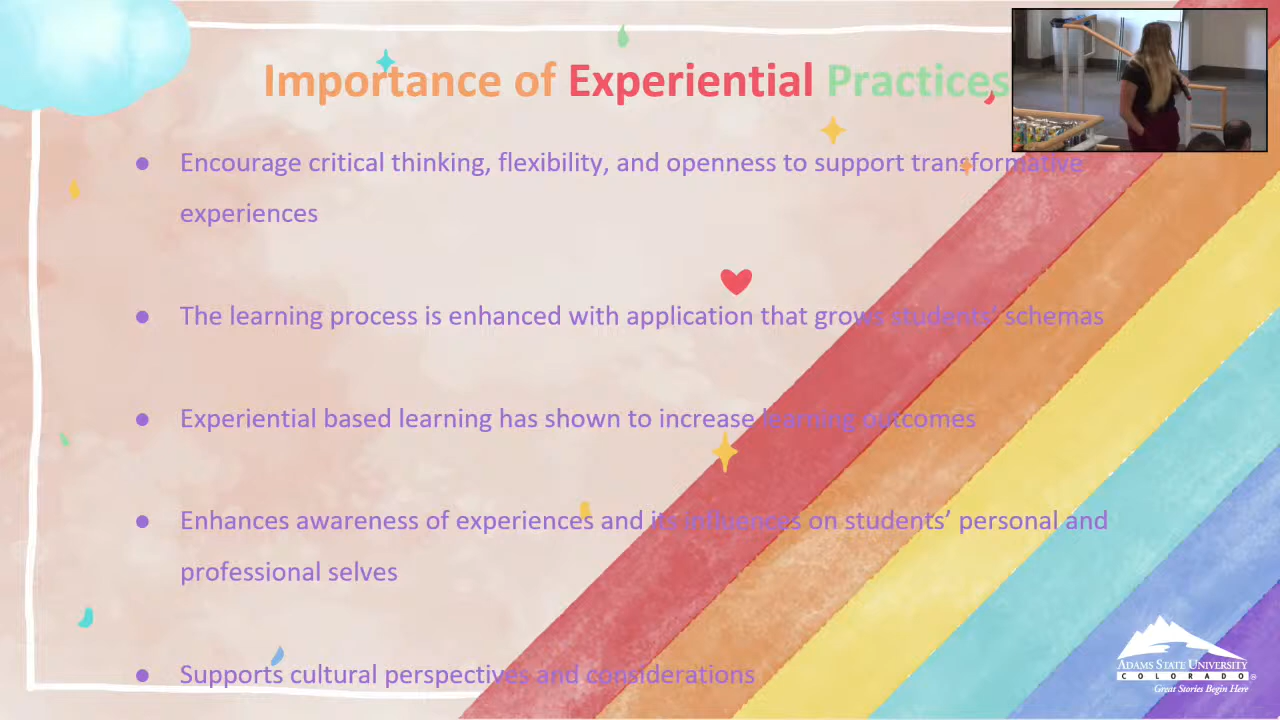 Importance of Experiential Practices
● Encourage critical thinking, flexibility, and openness to support transformative
experiences
● The learning process is enhanced with application that grows students’ schemas
● Experiential based learning has shown to increase learning outcomes
● Enhances awareness of experiences and its influences on students’ personal and
professional selves
● Supports cultural perspectives and considerations
ADAMS STATE UNIVERSITY
COLORADO®
Great Stories Begin Here